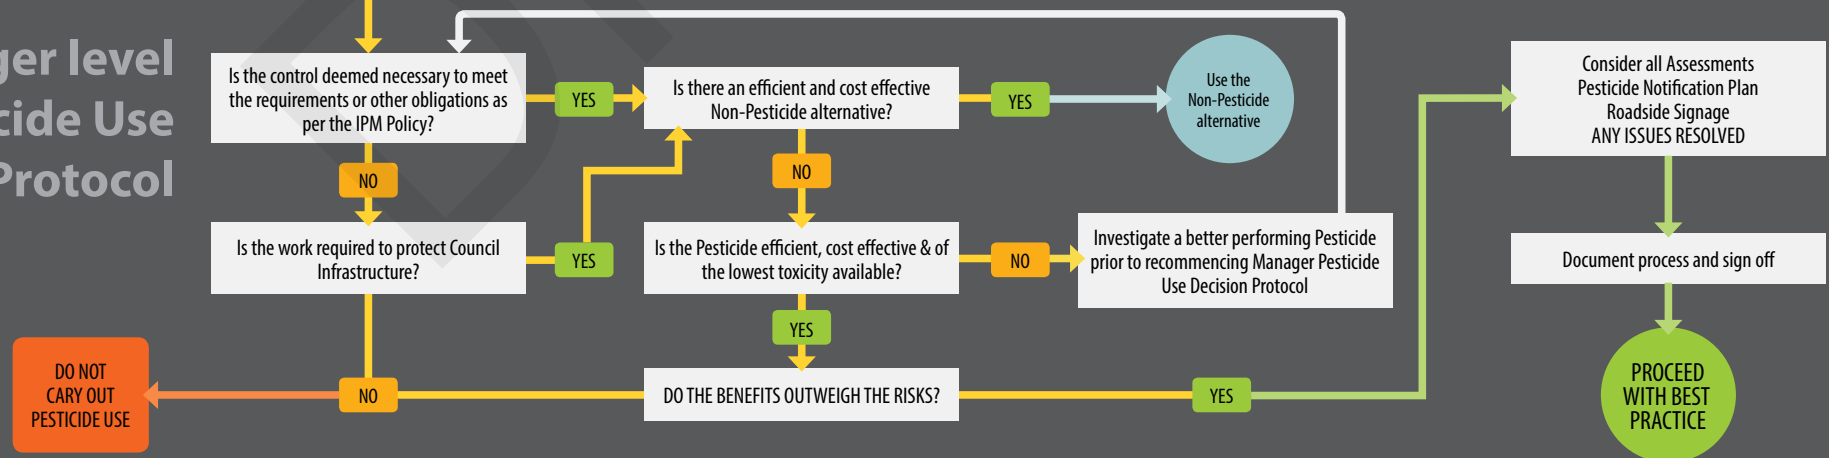 ger level
cide Use
Protocol
Is the control deemed necessary to meet
the requirements or other obligations as
per the IPM Policy?
YES
Is there an efficient and cost effective
Non-Pesticide alternative?
YES
Use the
Non-Pesticide
alternative
Consider all Assessments
Pesticide Notification Plan
Roadside Signage
ANY ISSUES RESOLVED
NO
NO
Is the work required to protect Council
Infrastructure?
YES
Is the Pesticide efficient, cost effective & of
the lowest toxicity available?
NO
Investigate a better performing Pesticide
prior to recommencing Manager Pesticide
Use Decision Protocol
Document process and sign off
YES
DO NOT
CARY OUT
PESTICIDE USE
NO
DO THE BENEFITS OUTWEIGH THE RISKS?
YES
PROCEED
WITH BEST
PRACTICE